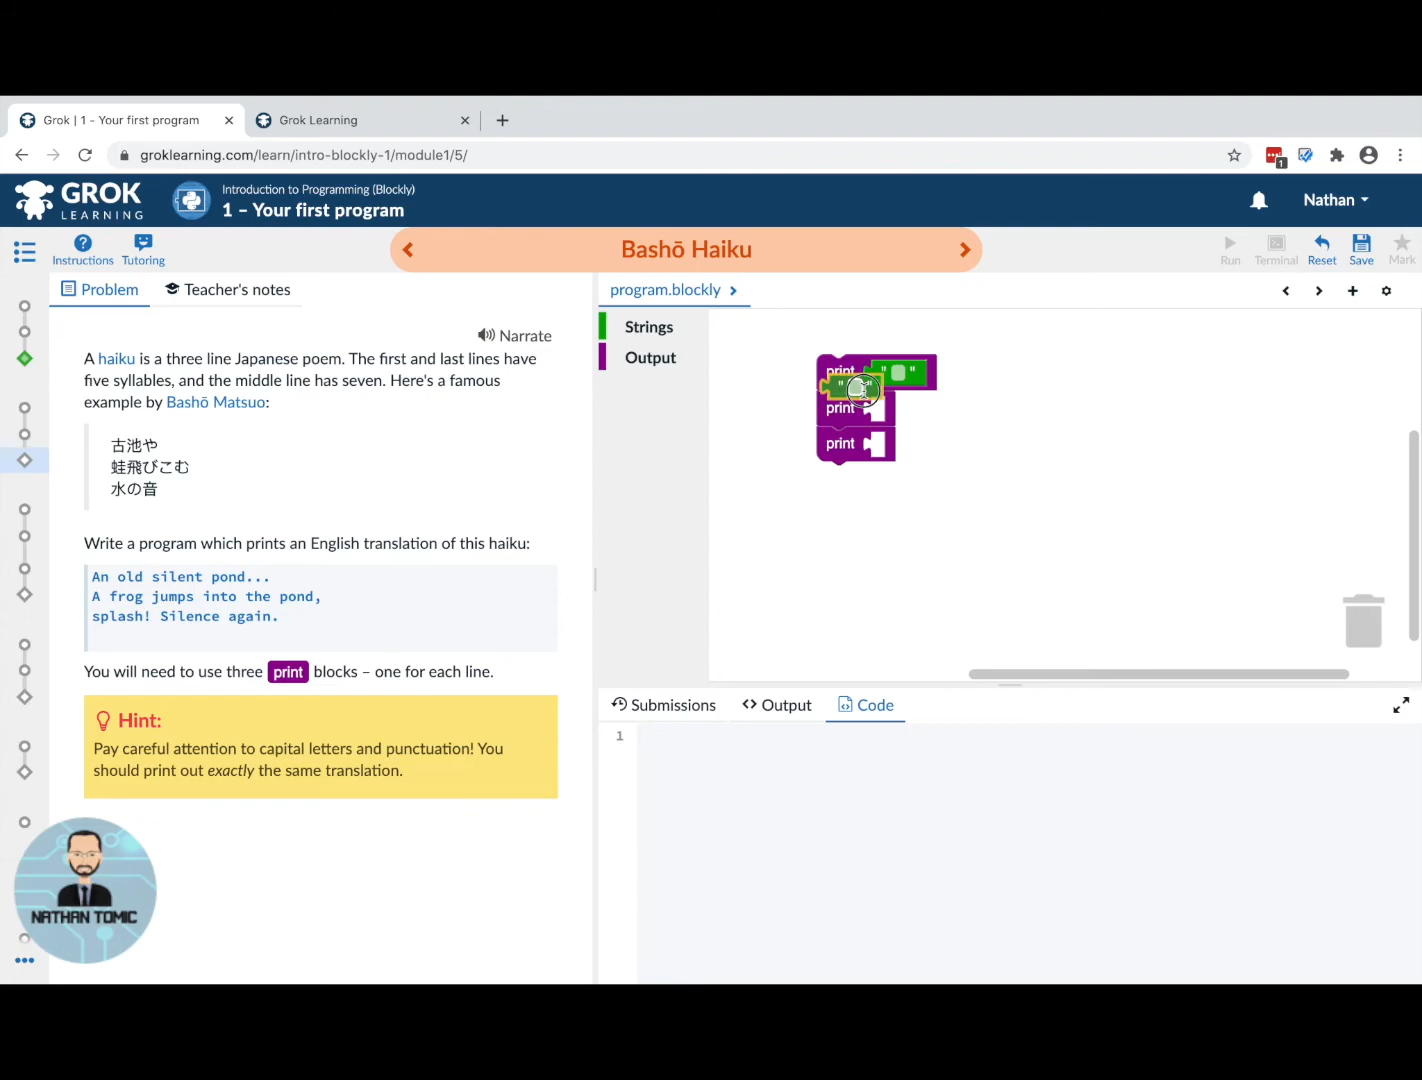 Grok | 1 - Your first program
Grok Learning
groklearning.com/learn/intro-blockly-1/module1/5/
1
GROK
LEARNING
Introduction to Programming (Blockly)
1 – Your first program
Nathan
Instructions
Tutoring
Bashō Haiku
Run
Terminal
Reset
Save
Mark
Problem
Teacher's notes
program.blockly
Narrate
A haiku is a three line Japanese poem. The first and last lines have
five syllables, and the middle line has seven. Here's a famous
example by Bashō Matsuo:
古池や
蛙飛びこむ
水の音
Write a program which prints an English translation of this haiku:
An old silent pond...
A frog jumps into the pond,
splash! Silence again.
You will need to use three print blocks – one for each line.
Hint:
Pay careful attention to capital letters and punctuation! You
should print out exactly the same translation.
NATHAN TOMIC
Strings
Output
print " "
" "
print
print
Submissions
Output
Code
1